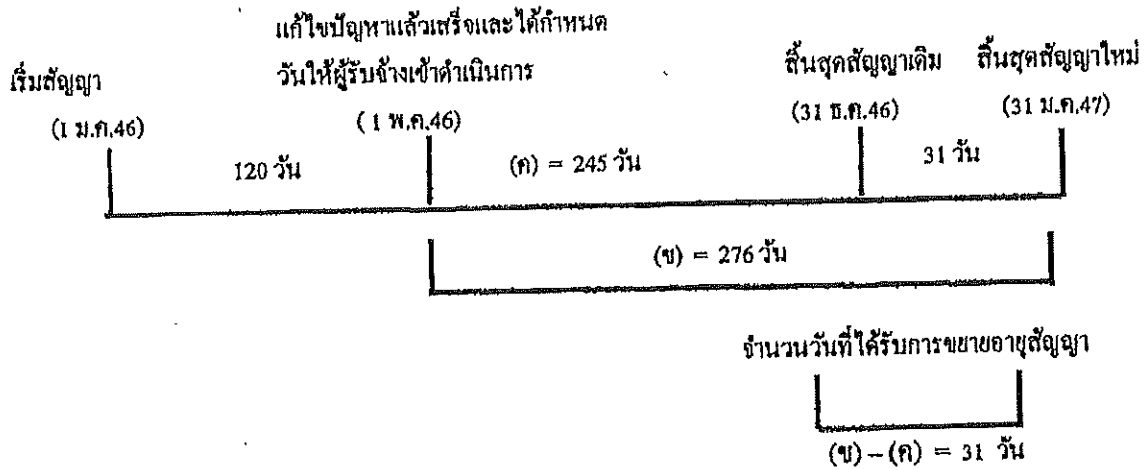 แก้ไขปัญหาแล้วเสร็จและได้กำหนด
วันให้ผู้รับจ้างเข้าดำเนินการ
เริ่มสัญญา
สิ้นสุดสัญญาเดิม สิ้นสุดสัญญาใหม่
(1 ม.ค.46) (1 พ.ค.46) (31 ธ.ค.46) (31 ม.ค.47)
120 วัน (ค) = 245 วัน 31 วัน
(ข) = 276 วัน
จำนวนวันที่ได้รับการขยายอายุสัญญา
(ข) – (ค) = 31 วัน